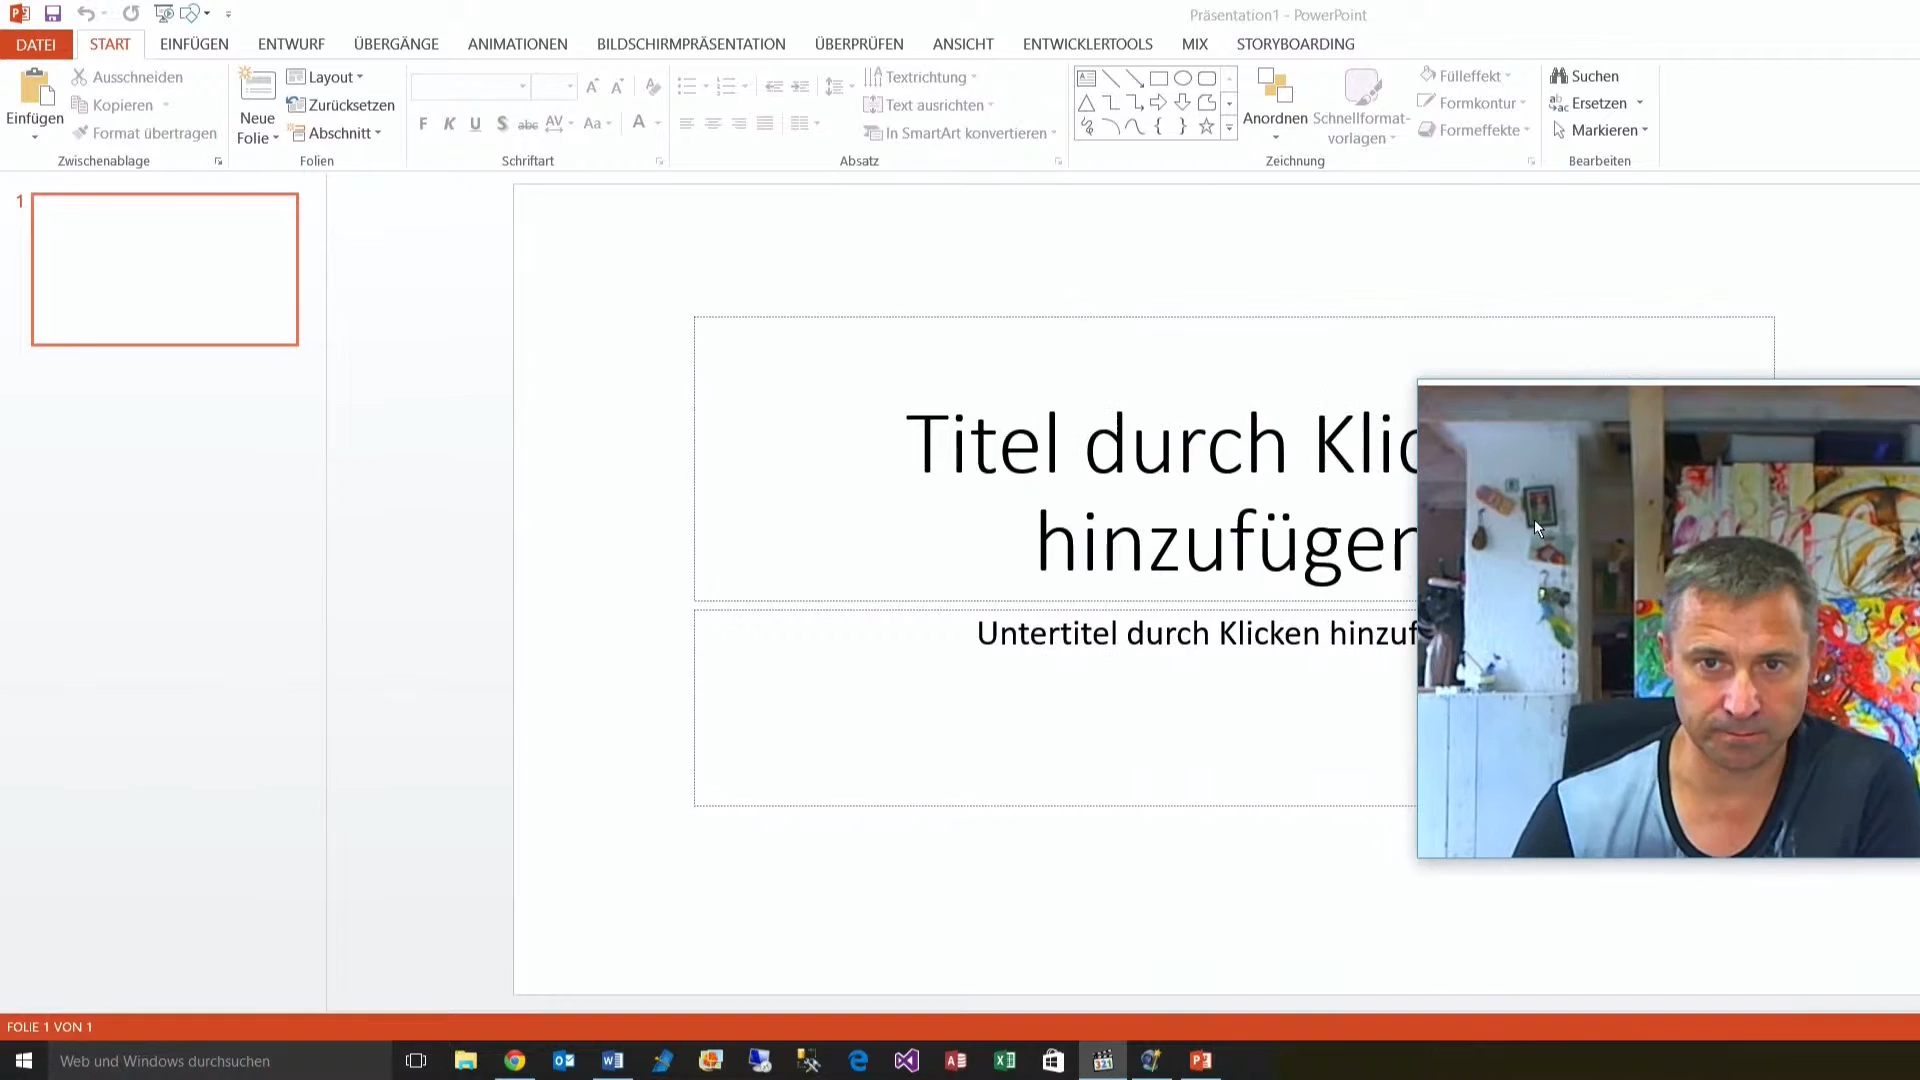 Präsentation1 - PowerPoint
DATEI START EINFÜGEN ENTWURF ÜBERGÄNGE ANIMATIONEN BILDSCHIRMPRÄSENTATION ÜBERPRÜFEN ANSICHT ENTWICKLERTOOLS MIX STORYBOARDING
Einfügen
Ausschneiden
Kopieren
Format übertragen
Zwischenablage
Neue
Folie
Layout
Zurücksetzen
Abschnitt
Folien
F K U S abc AV Aa A
Schriftart
Textrichtung
Text ausrichten
In SmartArt konvertieren
Absatz
Anordnen
Schnellformat-
vorlagen
Fülleffekt
Formkontur
Formeffekte
Zeichnung
Suchen
Ersetzen
Markieren
Bearbeiten
1
Titel durch Klic
hinzufügen
Untertitel durch Klicken hinzuf
FOLIE 1 VON 1
Web und Windows durchsuchen